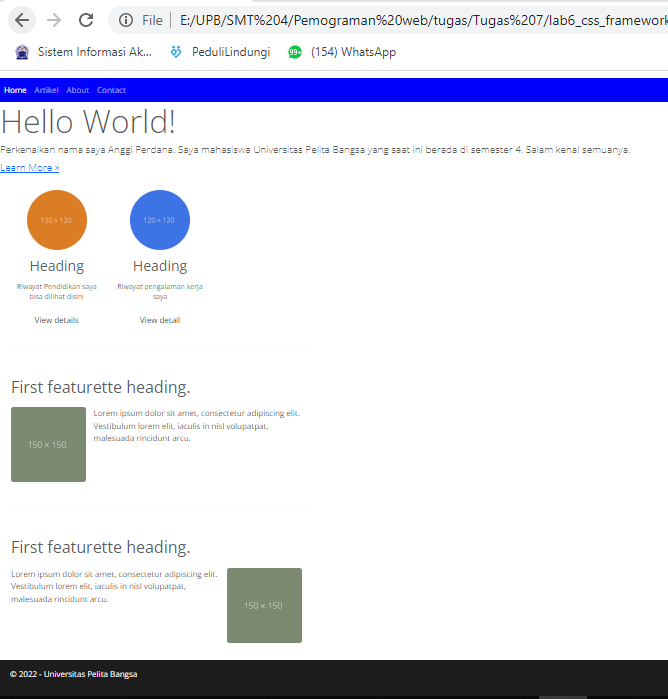 File | E:/UPB/SMT%204/Pemograman%20web/tugas/Tugas%207/lab6_css_framework
Sistem Informasi Ak... PeduliLindungi 99+ (154) WhatsApp
Home Artikel About Contact
Hello World!
Perkenalkan nama saya Anggi Perdana. Saya mahasiswa Universitas Pelita Bangsa yang saat ini berada di semester 4. Salam kenal semuanya.
Learn More »
120 × 120 120 × 120
Heading Heading
Riwayat Pendidikan saya Riwayat pengalaman kerja
bisa dilihat disini saya
View details View detail
First featurette heading.
150 × 150
Lorem ipsum dolor sit amet, consectetur adipiscing elit.
Vestibulum lorem elit, iaculis in nisl volupatpat,
malesuada rincidunt arcu.
First featurette heading.
Lorem ipsum dolor sit amet, consectetur adipiscing elit.
Vestibulum lorem elit, iaculis in nisl volupatpat,
malesuada rincidunt arcu.
150 × 150
© 2022 - Universitas Pelita Bangsa